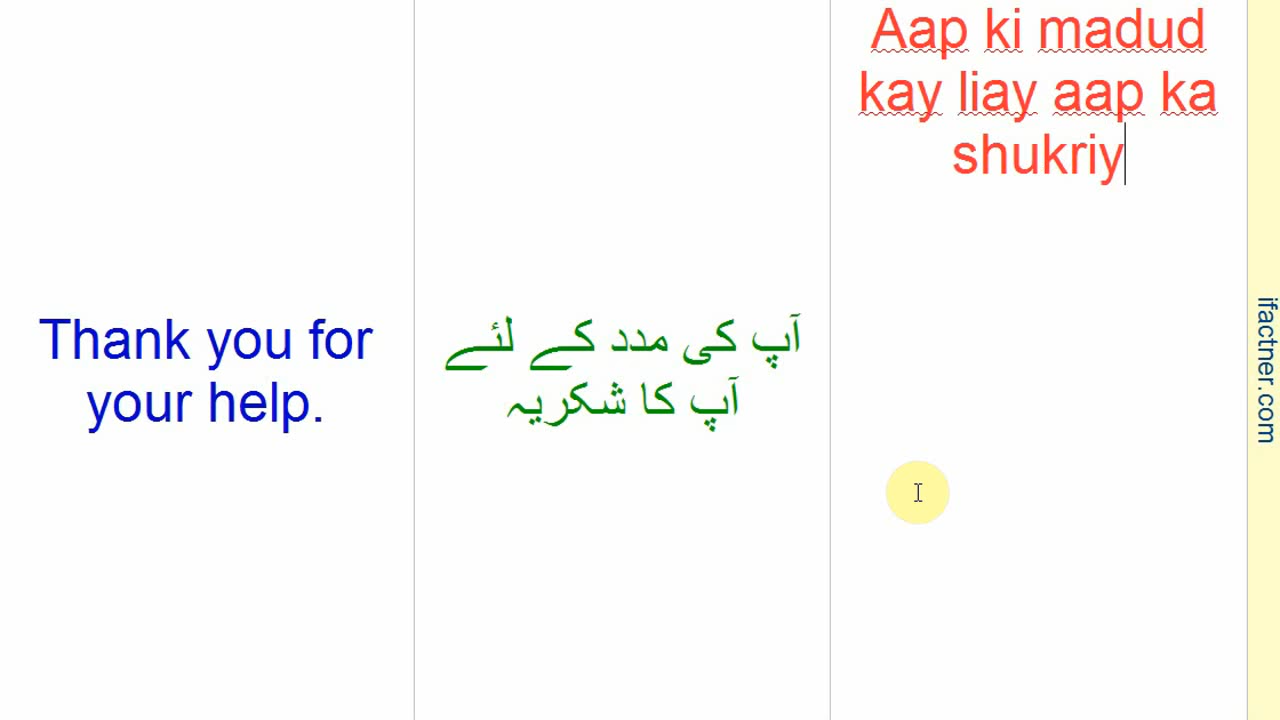 Thank you for
your help.
آپ کی مدد کے لئے
آپ کا شکریہ
Aap ki madud
kay liay aap ka
shukriy
ifactner.com